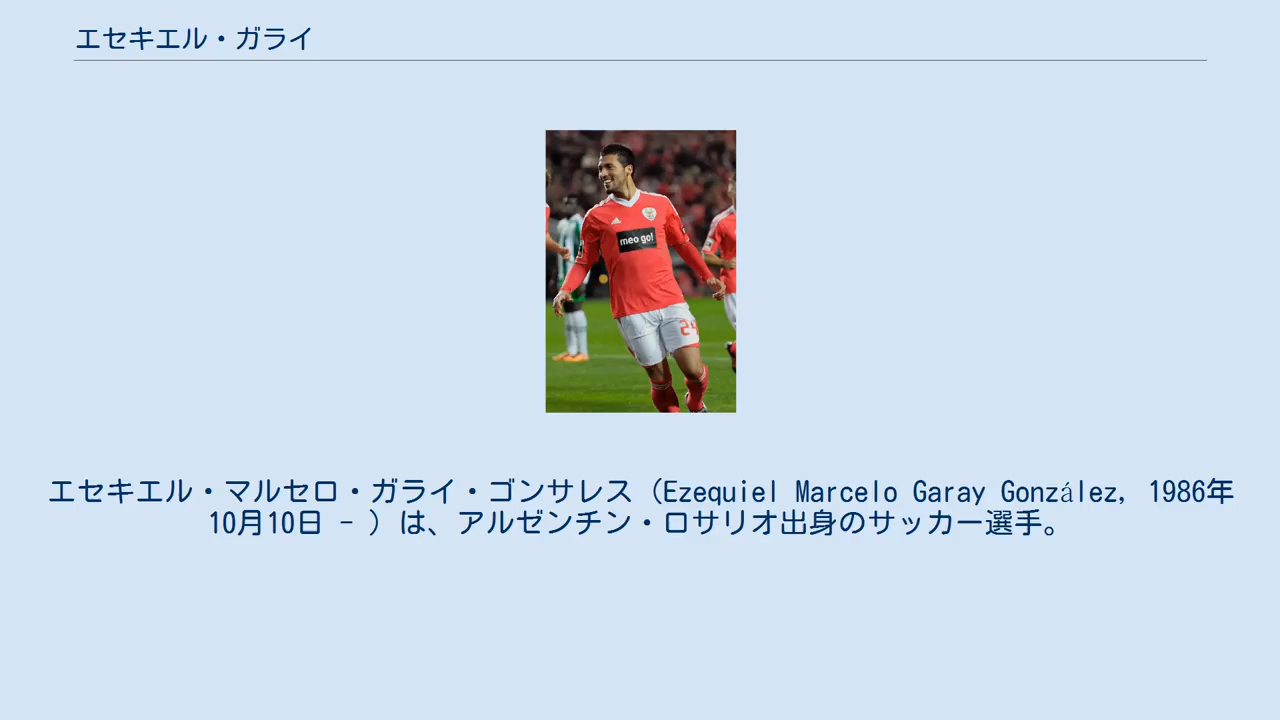 エセキエル・ガライ
meo go!
24
エセキエル・マルセロ・ガライ・ゴンサレス（Ezequiel Marcelo Garay González, 1986年
10月10日 - ）は、アルゼンチン・ロサリオ出身のサッカー選手。